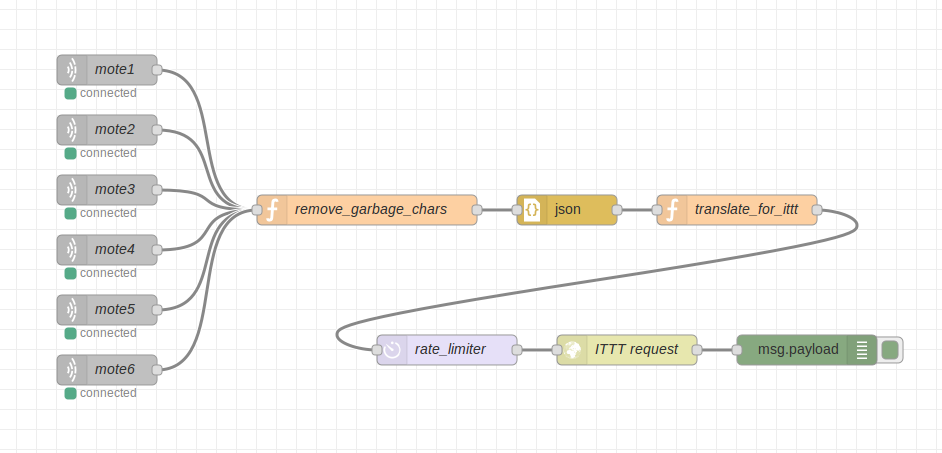 mote1
connected
mote2
connected
mote3
connected
mote4
connected
mote5
connected
mote6
connected
remove_garbage_chars
json
translate_for_ittt
rate_limiter
ITTT request
msg.payload